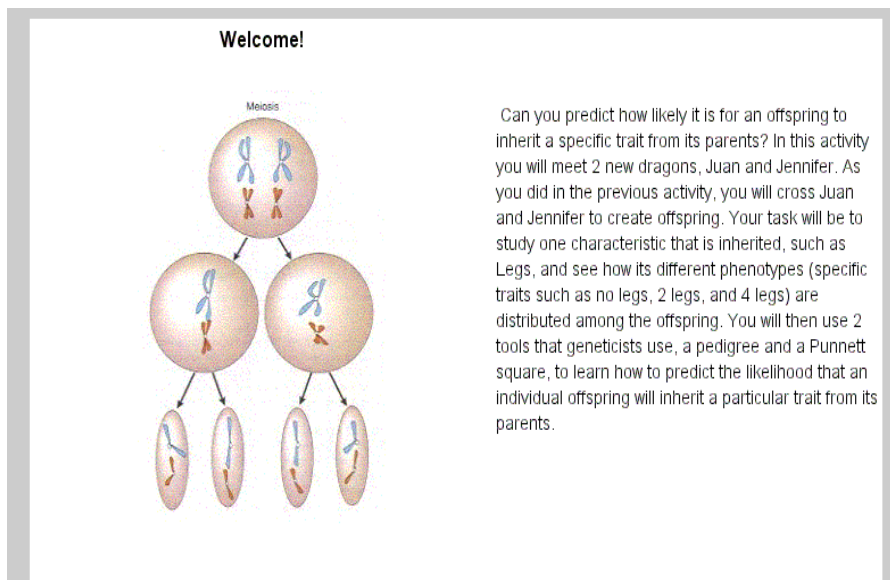 Welcome!
Meiosis
Can you predict how likely it is for an offspring to
inherit a specific trait from its parents? In this activity
you will meet 2 new dragons, Juan and Jennifer. As
you did in the previous activity, you will cross Juan
and Jennifer to create offspring. Your task will be to
study one characteristic that is inherited, such as
Legs, and see how its different phenotypes (specific
traits such as no legs, 2 legs, and 4 legs) are
distributed among the offspring. You will then use 2
tools that geneticists use, a pedigree and a Punnett
square, to learn how to predict the likelihood that an
individual offspring will inherit a particular trait from its
parents.